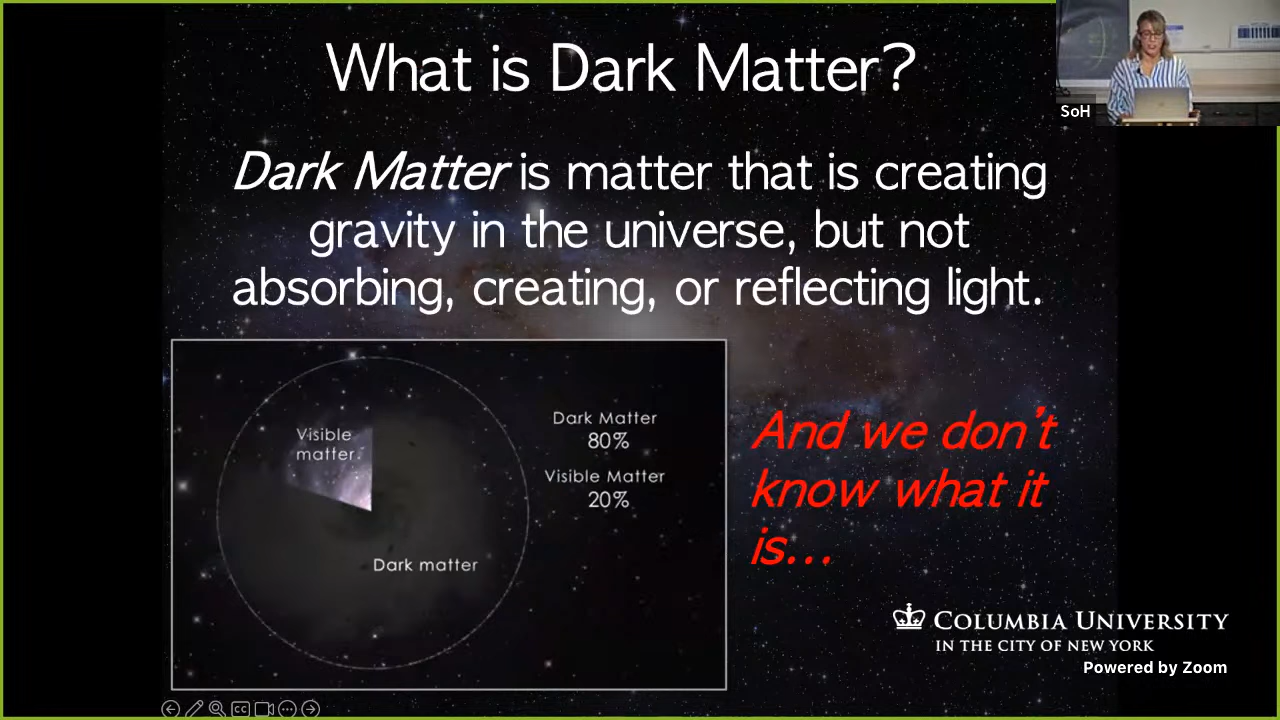 What is Dark Matter?
SoH
Dark Matter is matter that is creating
gravity in the universe, but not
absorbing, creating, or reflecting light.
Visible
matter
Dark Matter
80%
Visible Matter
20%
Dark matter
And we don't
know what it
is...
COLUMBIA UNIVERSITY
IN THE CITY OF NEW YORK
Powered by Zoom
CC